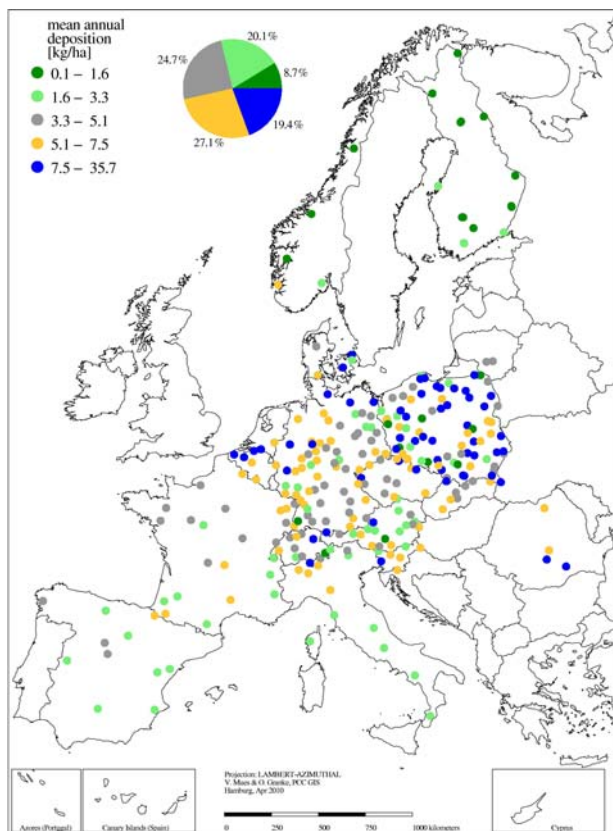 mean annual
deposition
[kg/ha]
0.1 – 1.6
1.6 – 3.3
3.3 – 5.1
5.1 – 7.5
7.5 – 35.7
20.1%
24.7%
8.7%
19.4%
27.1%
Azores (Portugal)
Canary Islands (Spain)
Projection: LAMBERT-AZIMUTHAL
V. Mues & O. Granke, PCC GIS
Hamburg, Apr 2010
0 250 500 750 1000 kilometers
Cyprus